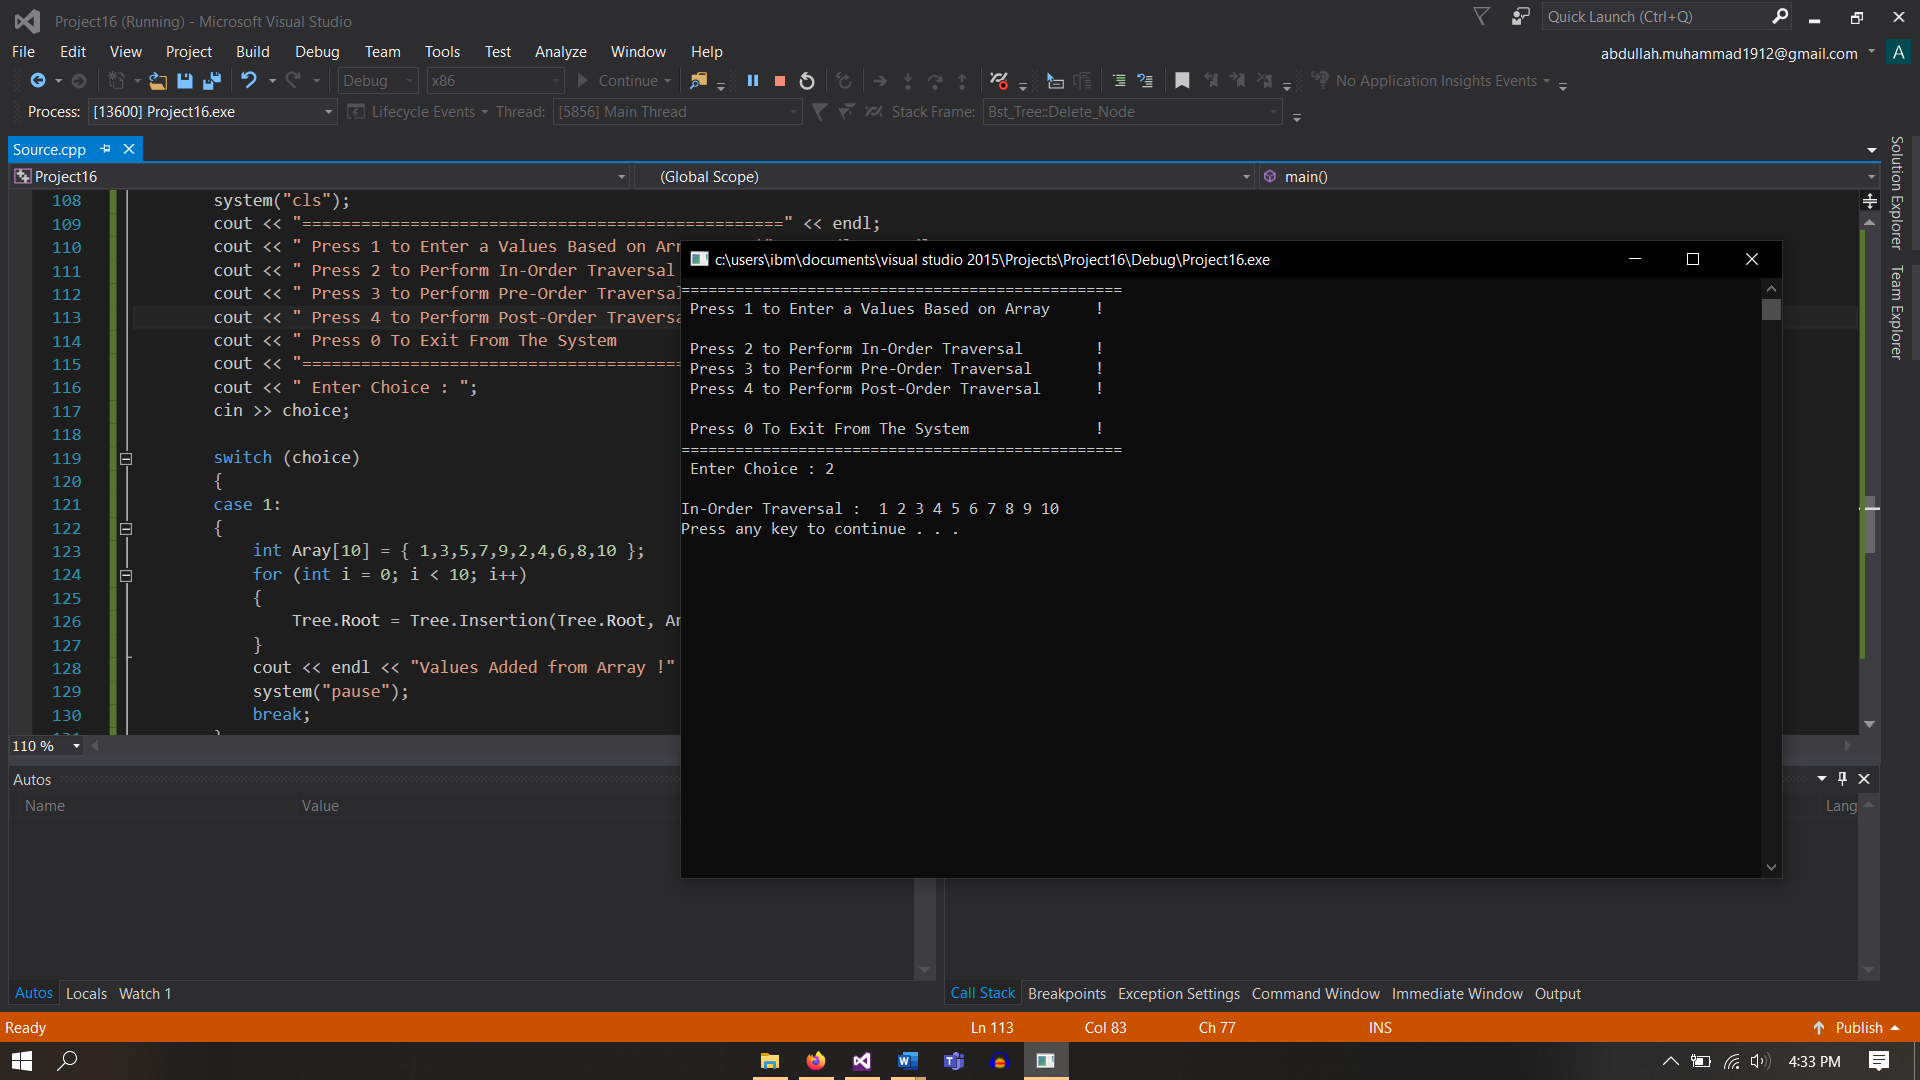 Project16 (Running) - Microsoft Visual Studio
Quick Launch (Ctrl+Q)
File Edit View Project Build Debug Team Tools Test Analyze Window Help
abdullah.muhammad1912@gmail.com A
Debug x86 Continue No Application Insights Events
Process: [13600] Project16.exe Lifecycle Events Thread: [5856] Main Thread Stack Frame: Bst_Tree::Delete_Node
Source.cpp
Project16 (Global Scope) main()
108 system("cls");
109 cout << "=================================================" << endl;
110 cout << " Press 1 to Enter a Values Based on Arr
111 cout << " Press 2 to Perform In-Order Traversal
112 cout << " Press 3 to Perform Pre-Order Traversal
113 cout << " Press 4 to Perform Post-Order Traversa
114 cout << " Press 0 To Exit From The System
115 cout << "=======================================
116 cout << " Enter Choice : ";
117 cin >> choice;
118
119 switch (choice)
120 {
121 case 1:
122 {
123 int Aray[10] = { 1,3,5,7,9,2,4,6,8,10 };
124 for (int i = 0; i < 10; i++)
125 {
126 Tree.Root = Tree.Insertion(Tree.Root, Ar
127 }
128 cout << endl << "Values Added from Array !"
129 system("pause");
130 break;
110 %
c:\users\ibm\documents\visual studio 2015\Projects\Project16\Debug\Project16.exe
=================================================
Press 1 to Enter a Values Based on Array !
Press 2 to Perform In-Order Traversal !
Press 3 to Perform Pre-Order Traversal !
Press 4 to Perform Post-Order Traversal !
Press 0 To Exit From The System !
=================================================
Enter Choice : 2
In-Order Traversal : 1 2 3 4 5 6 7 8 9 10
Press any key to continue . . .
Solution Explorer
Team Explorer
Autos
Name Value
Lang
Autos Locals Watch 1
Call Stack Breakpoints Exception Settings Command Window Immediate Window Output
Ready Ln 113 Col 83 Ch 77 INS Publish
4:33 PM